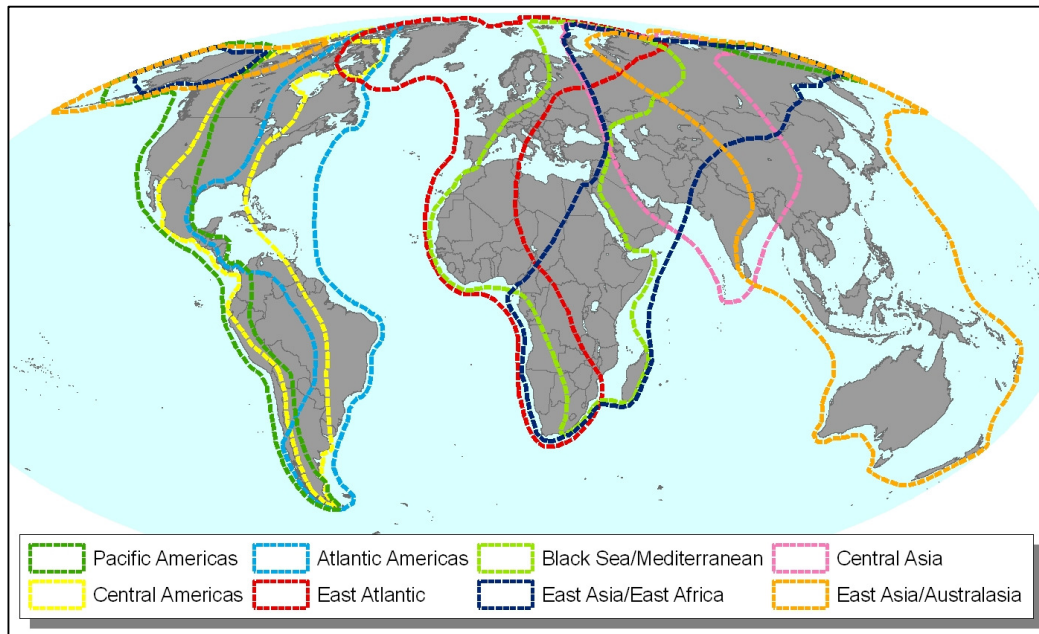 Pacific Americas Atlantic Americas Black Sea/Mediterranean Central Asia
Central Americas East Atlantic East Asia/East Africa East Asia/Australasia